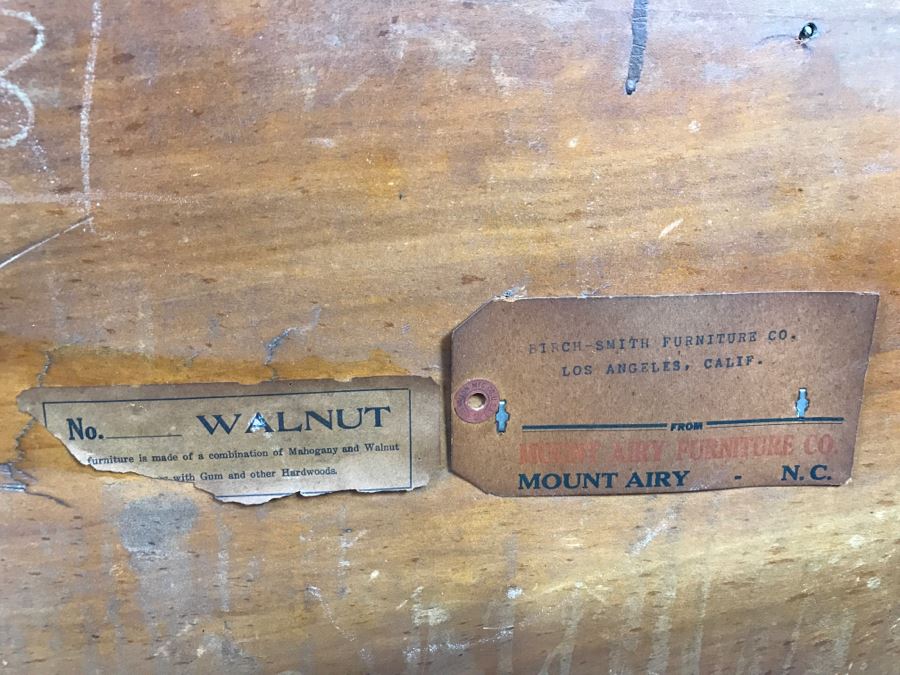 No. WALNUT
furniture is made of a combination of Mahogany and Walnut
with Gum and other Hardwoods.
BIRCH-SMITH FURNITURE CO.
LOS ANGELES, CALIF.
FROM
MOUNT AIRY FURNITURE CO.
MOUNT AIRY - N.C.